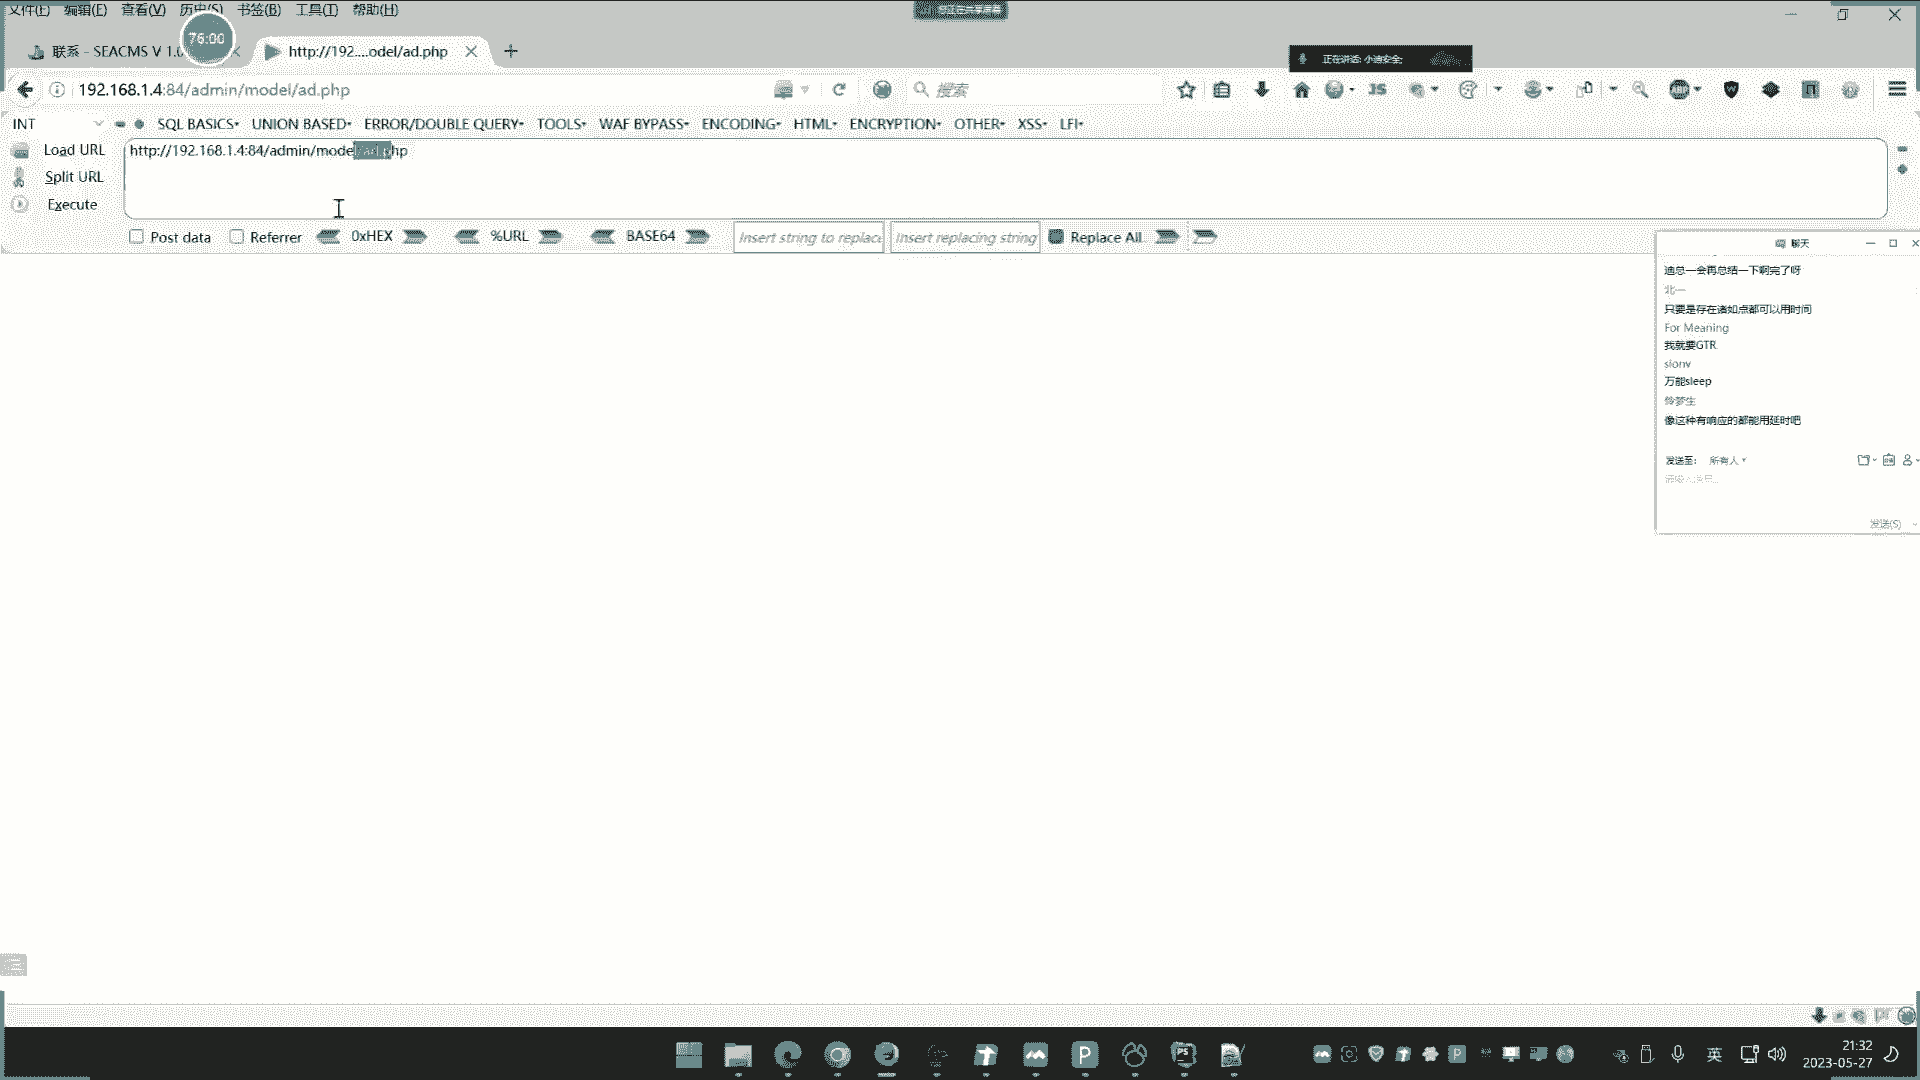 文件(F) 编辑(E) 查看(V) 历史(S) 书签(B) 工具(T) 帮助(H)
76:00
联系 - SEACMS V 1.0
http://192....odel/ad.php
正在讲话: 小迪安全;
192.168.1.4:84/admin/model/ad.php
搜索
INT
SQL BASICS UNION BASED ERROR/DOUBLE QUERY TOOLS WAF BYPASS ENCODING HTML ENCRYPTION OTHER XSS LFI
Load URL
http://192.168.1.4:84/admin/model/ad.php
Split URL
Execute
Post data Referrer 0xHEX %URL BASE64 Insert string to replace Insert replacing string Replace All
聊天
迪总一会再总结一下啊完了呀
北一
只要是存在诸如点都可以用时间
For Meaning
我就要GTR
sionv
万能sleep
伶梦生
像这种有响应的都能用延时吧
发送至: 所有人
发送(S)
英
21:32
2023-05-27